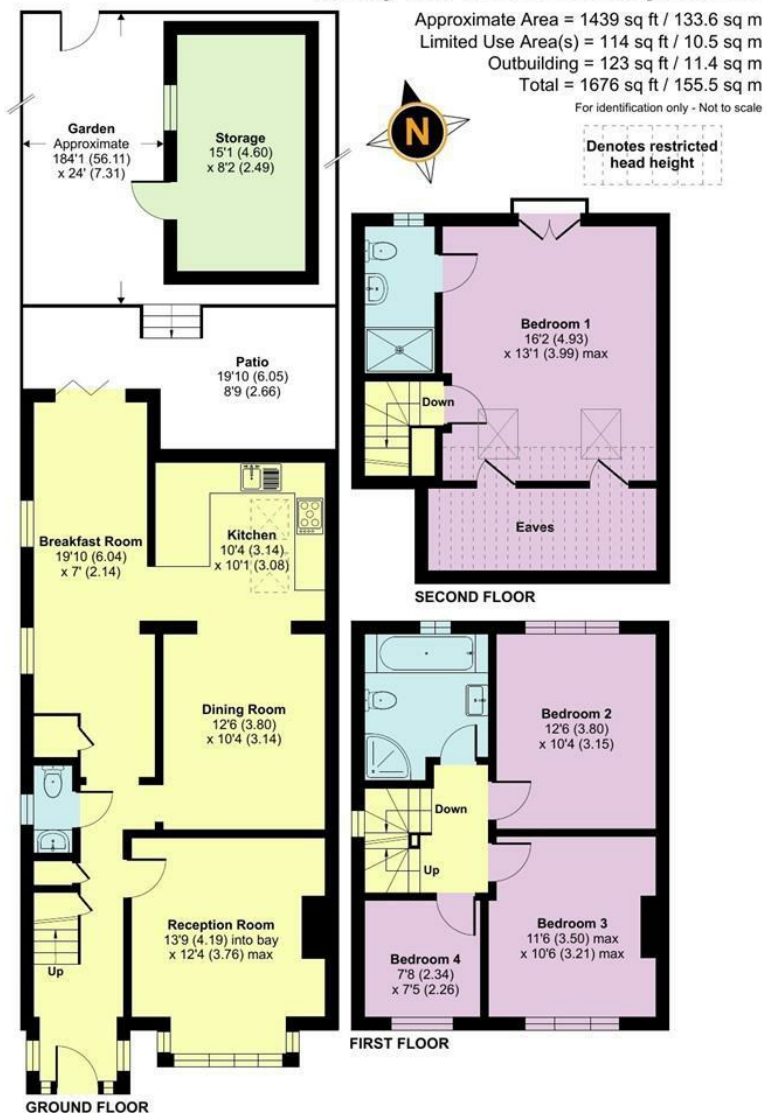 Approximate Area = 1439 sq ft / 133.6 sq m
Limited Use Area(s) = 114 sq ft / 10.5 sq m
Outbuilding = 123 sq ft / 11.4 sq m
Total = 1676 sq ft / 155.5 sq m
For identification only - Not to scale
Denotes restricted
head height
N
Garden
Approximate
184'1 (56.11)
x 24' (7.31)
Storage
15'1 (4.60)
x 8'2 (2.49)
Patio
19'10 (6.05)
8'9 (2.66)
Breakfast Room
19'10 (6.04)
x 7' (2.14)
Kitchen
10'4 (3.14)
x 10'1 (3.08)
Dining Room
12'6 (3.80)
x 10'4 (3.14)
Reception Room
13'9 (4.19) into bay
x 12'4 (3.76) max
Up
GROUND FLOOR
Bedroom 1
16'2 (4.93)
x 13'1 (3.99) max
Down
Eaves
SECOND FLOOR
Bedroom 2
12'6 (3.80)
x 10'4 (3.15)
Down
Up
Bedroom 3
11'6 (3.50) max
x 10'6 (3.21) max
Bedroom 4
7'8 (2.34)
x 7'5 (2.26)
FIRST FLOOR